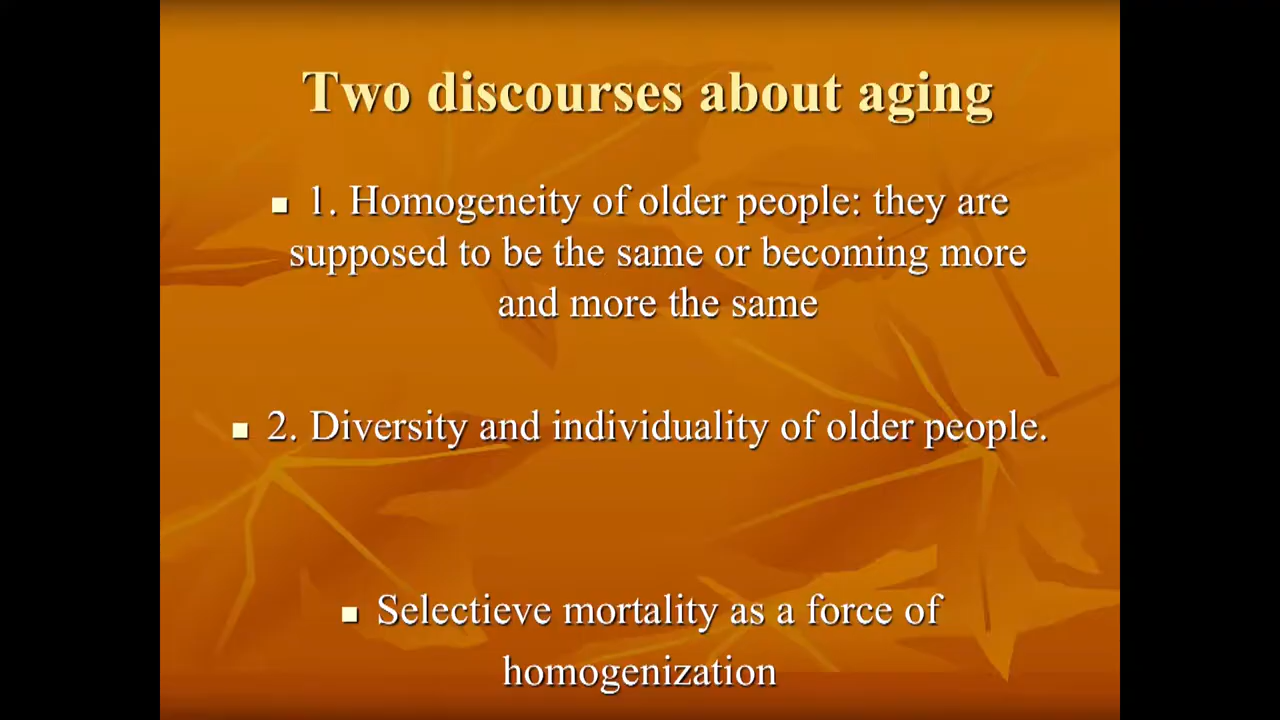 Two discourses about aging
▪ 1. Homogeneity of older people: they are
supposed to be the same or becoming more
and more the same
▪ 2. Diversity and individuality of older people.
▪ Selectieve mortality as a force of
homogenization